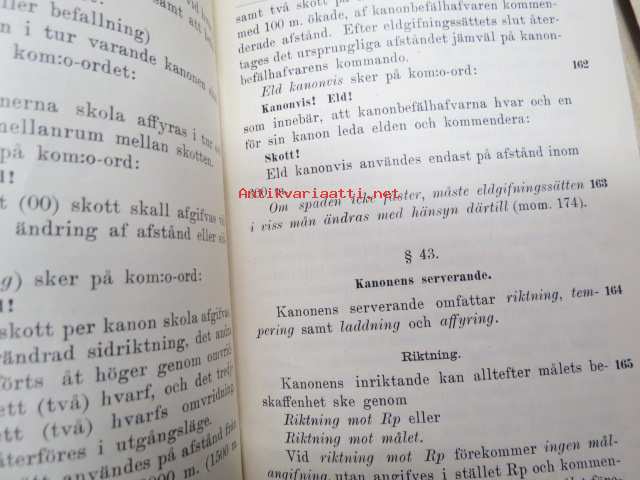 ller befallning)
n i tur varande kanonen
kom:o-ordet:
nerna skola affyras i tur
mellanrum mellan skotten.
på kom:o-ord:
l!
t (00) skott skall afgifvas
ändring af afstånd eller
g) sker på kom:o-ord:
l!
skott per kanon skola afgifvas
ändrad sidriktning, det andra
förts åt höger genom omvrid-
ett (två) hvarf, och det tredje
ett (två) hvarfs omvridning
återföres i utgångsläge.
användes på afstånd från
m. (1500 m.
samt två skott på
med 100 m. ökade, af kanonbefälhafvaren kommen-
derade afstånd. Efter eldgifningssättets slut åter-
tages det ursprungliga afståndet jämväl på kanon-
befälhafvarens kommando.
Eld kanonvis sker på kom:o-ord: 162
Kanonvis! Eld!
som innebär, att kanonbefälhafvarna hvar och en
för sin kanon leda elden och kommendera:
Skott!
Eld kanonvis användes endast på afstånd inom
Antikvariaatti.net
Om spaden icke fäster, måste eldgifningssätten 163
i viss mån ändras med hänsyn därtill (mom. 174).
§ 43.
Kanonens serverande.
Kanonens serverande omfattar riktning, tem- 164
pering samt laddning och affyring.
Riktning.
Kanonens inriktande kan alltefter målets be- 165
skaffenhet ske genom
Riktning mot Rp eller
Riktning mot målet.
Vid riktning mot Rp förekommer ingen mål-
angifning, utan angifves i stället Rp och kommen-